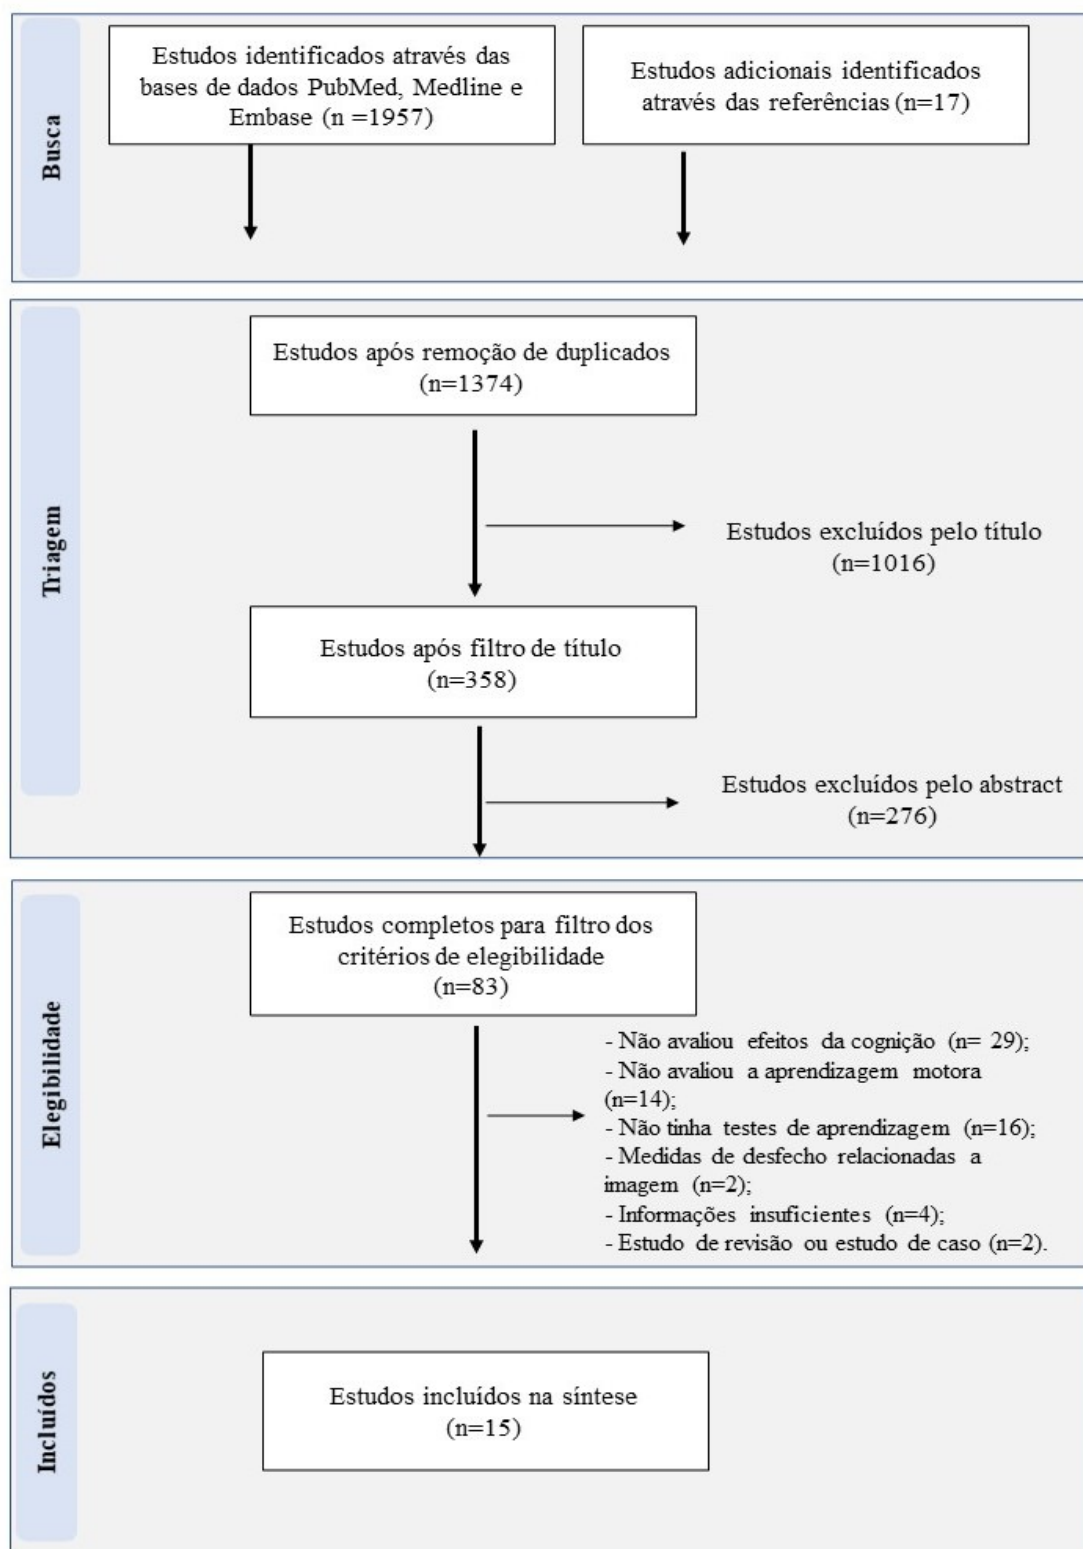 Busca
Estudos identificados através das
bases de dados PubMed, Medline e
Embase (n =1957)
Estudos adicionais identificados
através das referências (n=17)
Triagem
Estudos após remoção de duplicados
(n=1374)
Estudos excluídos pelo título
(n=1016)
Estudos após filtro de título
(n=358)
Estudos excluídos pelo abstract
(n=276)
Elegibilidade
Estudos completos para filtro dos
critérios de elegibilidade
(n=83)
- Não avaliou efeitos da cognição (n= 29);
- Não avaliou a aprendizagem motora
(n=14);
- Não tinha testes de aprendizagem (n=16);
- Medidas de desfecho relacionadas a
imagem (n=2);
- Informações insuficientes (n=4);
- Estudo de revisão ou estudo de caso (n=2).
Incluídos
Estudos incluídos na síntese
(n=15)